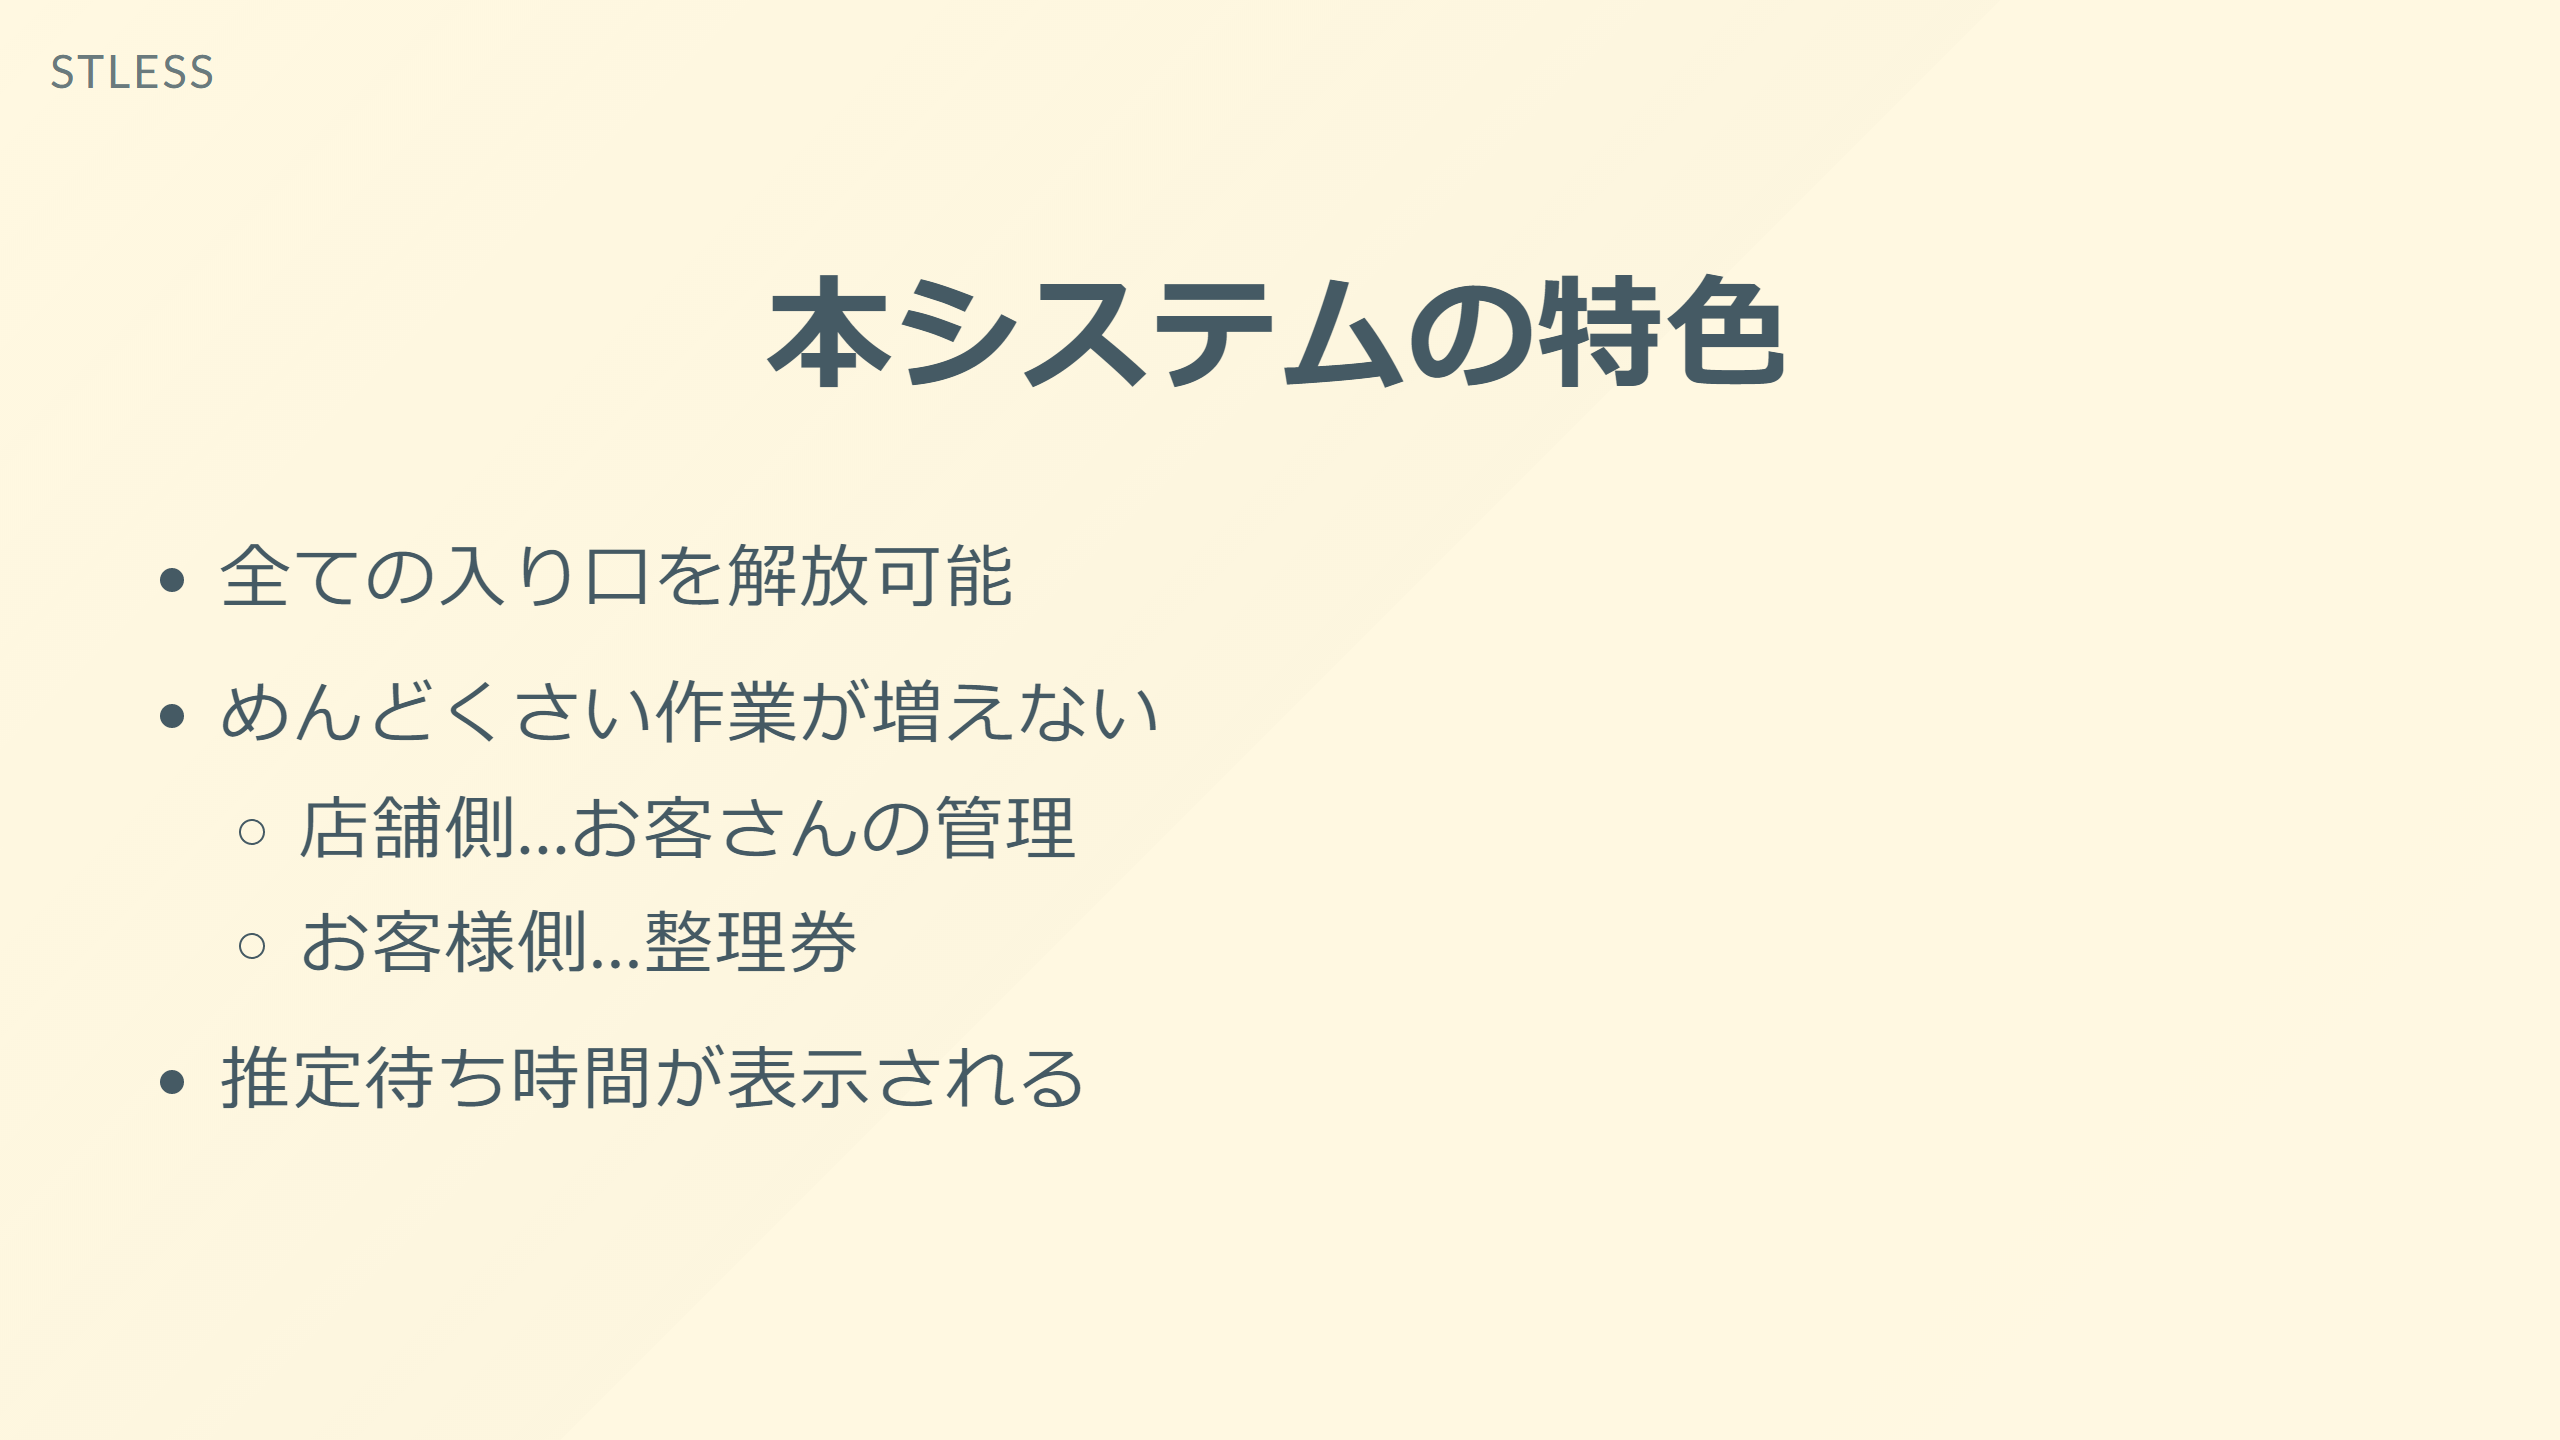 STLESS
本システムの特色
全ての入り口を解放可能
めんどくさい作業が増えない
店舗側...お客さんの管理
お客様側...整理券
推定待ち時間が表示される